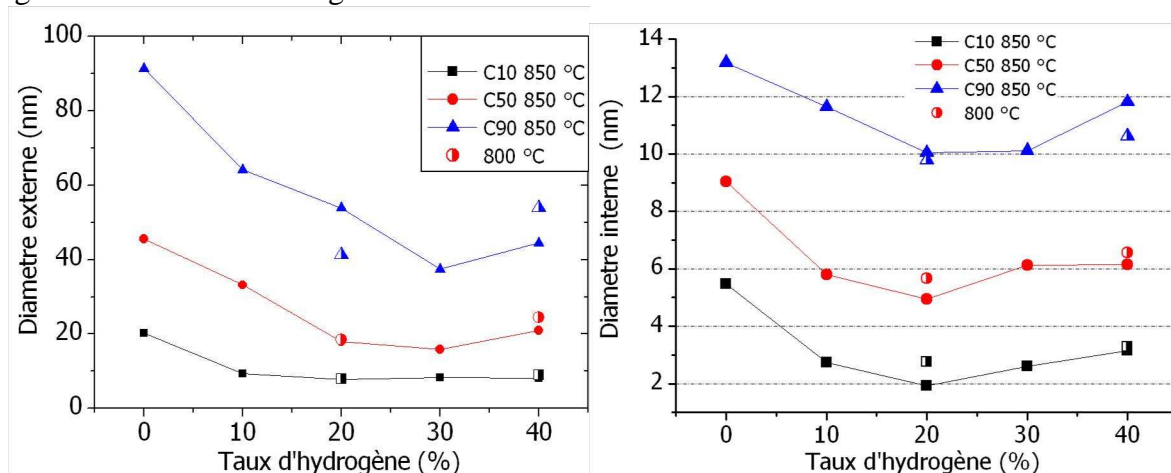 100
80
60
40
20
0
Diametre externe (nm)
C10 850 °C
C50 850 °C
C90 850 °C
800 °C
0 10 20 30 40
Taux d'hydrogène (%)
14
12
10
8
6
4
2
Diametre interne (nm)
C10 850 °C
C50 850 °C
C90 850 °C
800 °C
0 10 20 30 40
Taux d'hydrogène (%)